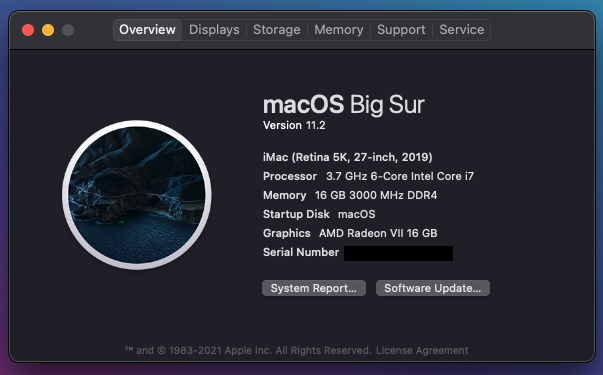 Overview Displays Storage Memory Support Service
macOS Big Sur
Version 11.2
iMac (Retina 5K, 27-inch, 2019)
Processor 3.7 GHz 6-Core Intel Core i7
Memory 16 GB 3000 MHz DDR4
Startup Disk macOS
Graphics AMD Radeon VII 16 GB
Serial Number
System Report... Software Update...
™ and © 1983-2021 Apple Inc. All Rights Reserved. License Agreement